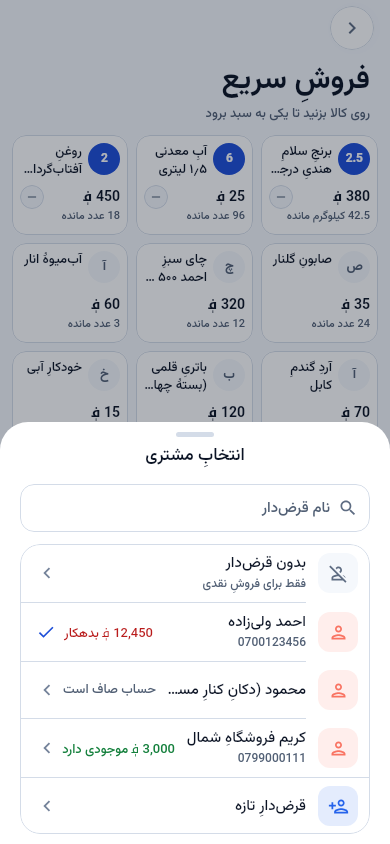 فروشِ سریع
روی کالا بزنید تا یکی به سبد برود
برنجِ سلامِ
هندیِ درج...
2.5
380 ؋
42.5 کیلوگرم مانده
آبِ معدنی
۱٫۵ لیتری
6
25 ؋
96 عدد مانده
روغنِ
آفتاب‌گردا...
2
450 ؋
18 عدد مانده
صابونِ گلنار
ص
35 ؋
24 عدد مانده
چای سبزِ
احمد ۵۰۰ ...
چ
320 ؋
12 عدد مانده
آب‌میوهٔ انار
آ
60 ؋
3 عدد مانده
آردِ گندمِ
کابل
آ
70 ؋
باتریِ قلمی
(بستهٔ چها...
ب
120 ؋
خودکارِ آبی
خ
15 ؋
انتخابِ مشتری
نام قرض‌دار
بدون قرض‌دار
فقط برای فروشِ نقدی
احمد ولی‌زاده
0700123456
12,450 ؋ بدهکار
محمود (دکانِ کنارِ مسـ...
حساب صاف است
کریم فروشگاهِ شمال
0799000111
3,000 ؋ موجودی دارد
قرض‌دارِ تازه